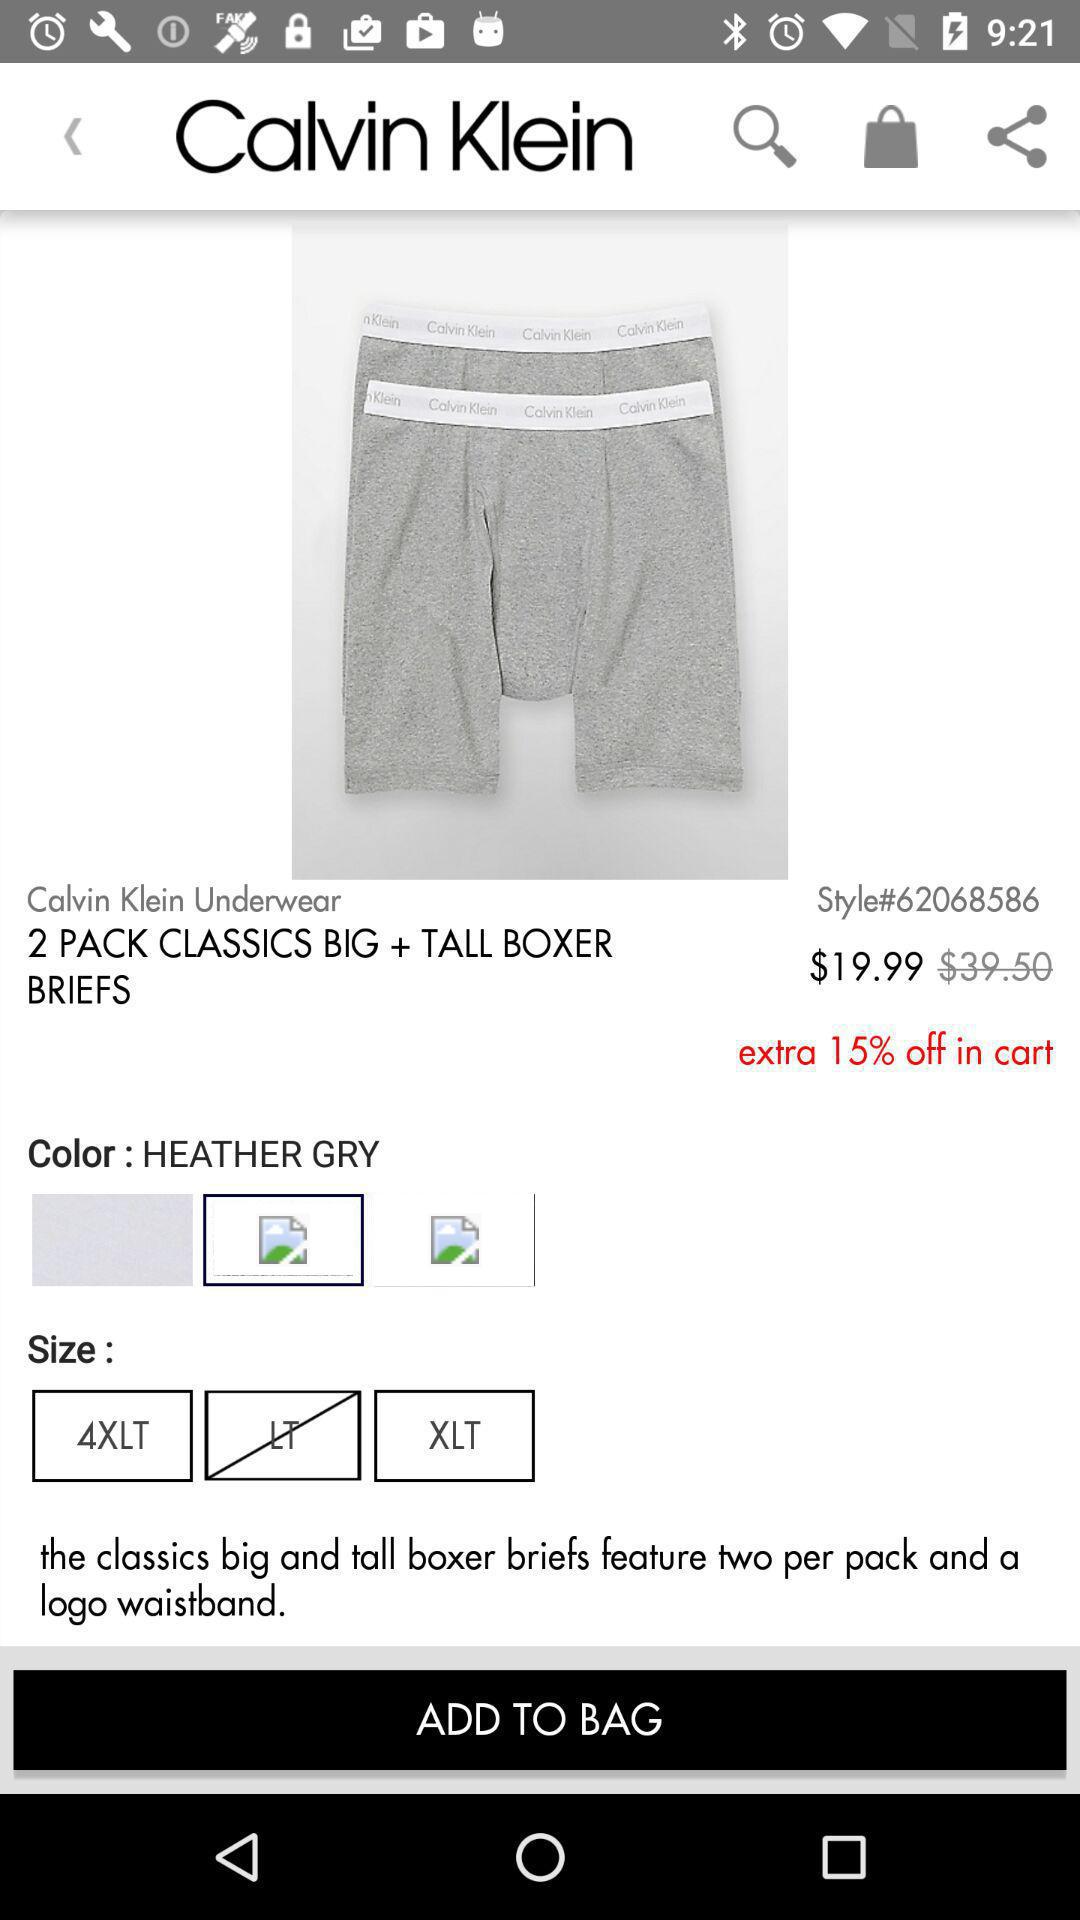 FAKE
9:21
Calvin Klein
n Klein Calvin Klein Calvin Klein Calvin Klein
n Klein Calvin Klein Calvin Klein Calvin Klein
Calvin Klein Underwear
Style#62068586
2 PACK CLASSICS BIG + TALL BOXER
BRIEFS
$19.99 $39.50
extra 15% off in cart
Color : HEATHER GRY
Size :
4XLT LT XLT
the classics big and tall boxer briefs feature two per pack and a
logo waistband.
ADD TO BAG